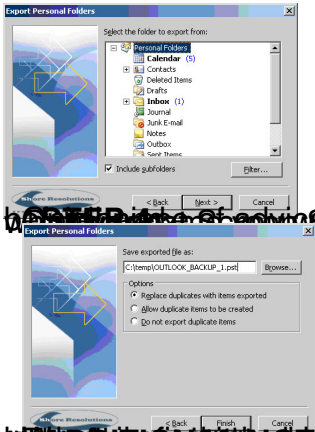 Export Personal Folders
Select the folder to export from:
Personal Folders
Calendar (5)
Contacts
Deleted Items
Drafts
Inbox (1)
Journal
Junk E-mail
Notes
Outbox
Sent Items
Include subfolders
Filter...
Shore Resolutions
< Back
Next >
Cancel
Export Personal Folders
Save exported file as:
C:\temp\OUTLOOK_BACKUP_1.pst
Browse...
Options
Replace duplicates with items exported
Allow duplicate items to be created
Do not export duplicate items
Shore Resolutions
< Back
Finish
Cancel